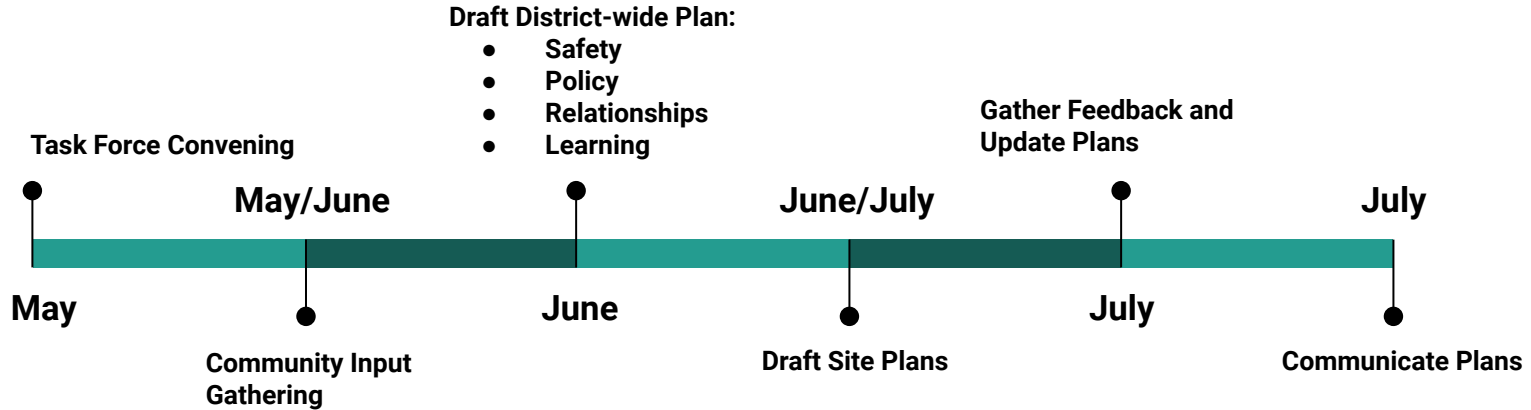 Draft District-wide Plan:
● Safety
● Policy
● Relationships
● Learning
Gather Feedback and
Update Plans
Task Force Convening
May/June
June/July
July
May
June
July
Community Input
Gathering
Draft Site Plans
Communicate Plans